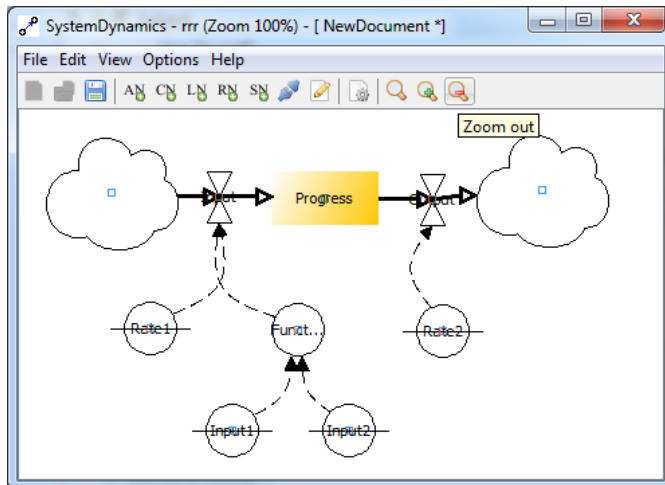 SystemDynamics - rrr (Zoom 100%) - [ NewDocument *]
File Edit View Options Help
AN CN LN RN SN
Zoom out
Progress
Rate1
Funct...
Rate2
Input1
Input2